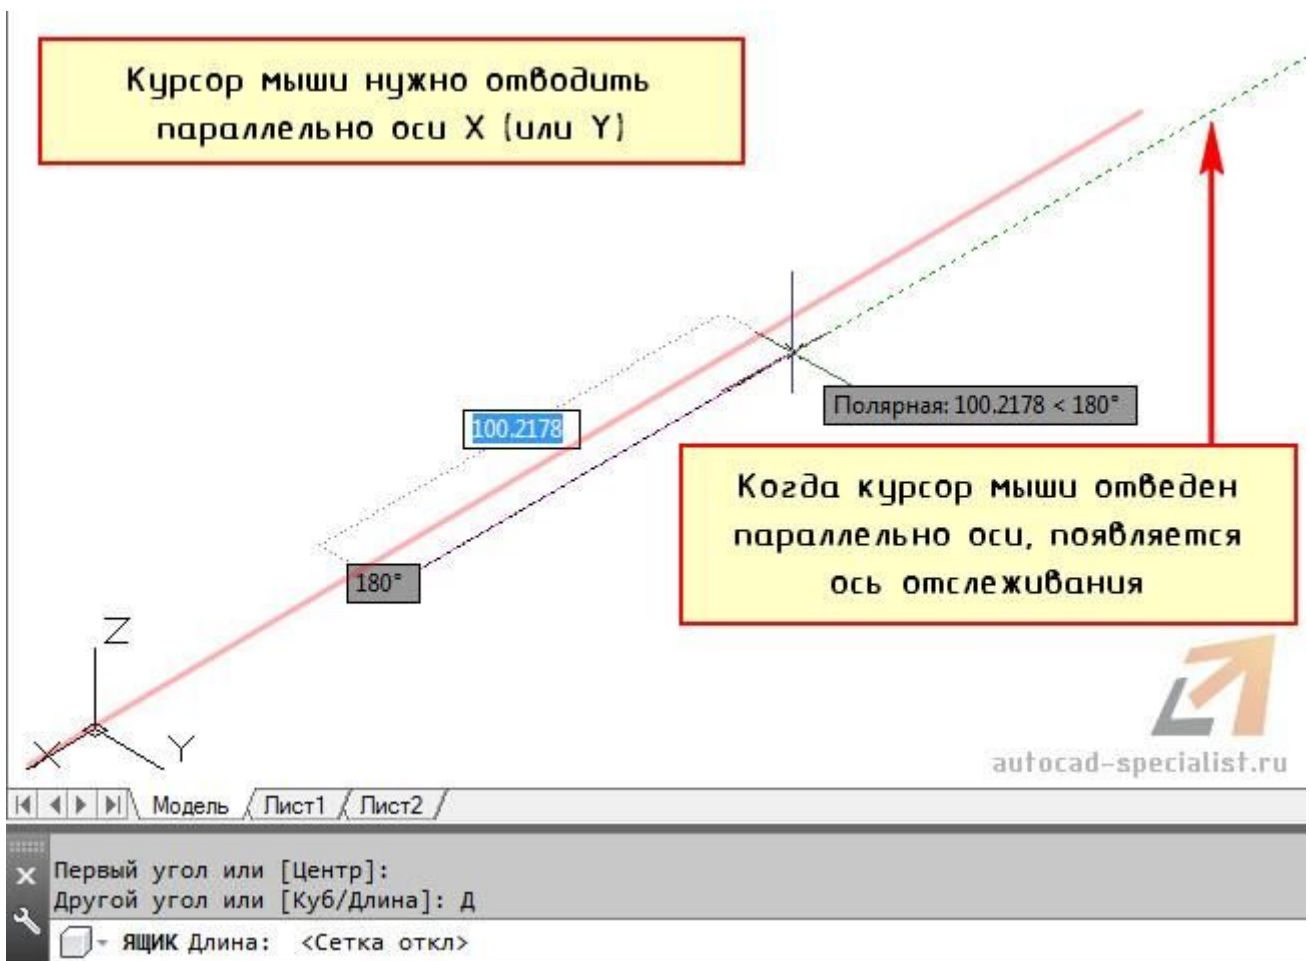 Курсор мыши нужно отводить
параллельно оси X (или Y)
100.2178
Полярная: 100.2178 < 180°
Когда курсор мыши отведен
параллельно оси, появляется
ось отслеживания
180°
Z
X
Y
autocad-specialist.ru
Модель / Лист1 / Лист2 /
Первый угол или [Центр]:
Другой угол или [Куб/Длина]: Д
ЯЩИК Длина: <Сетка откл>